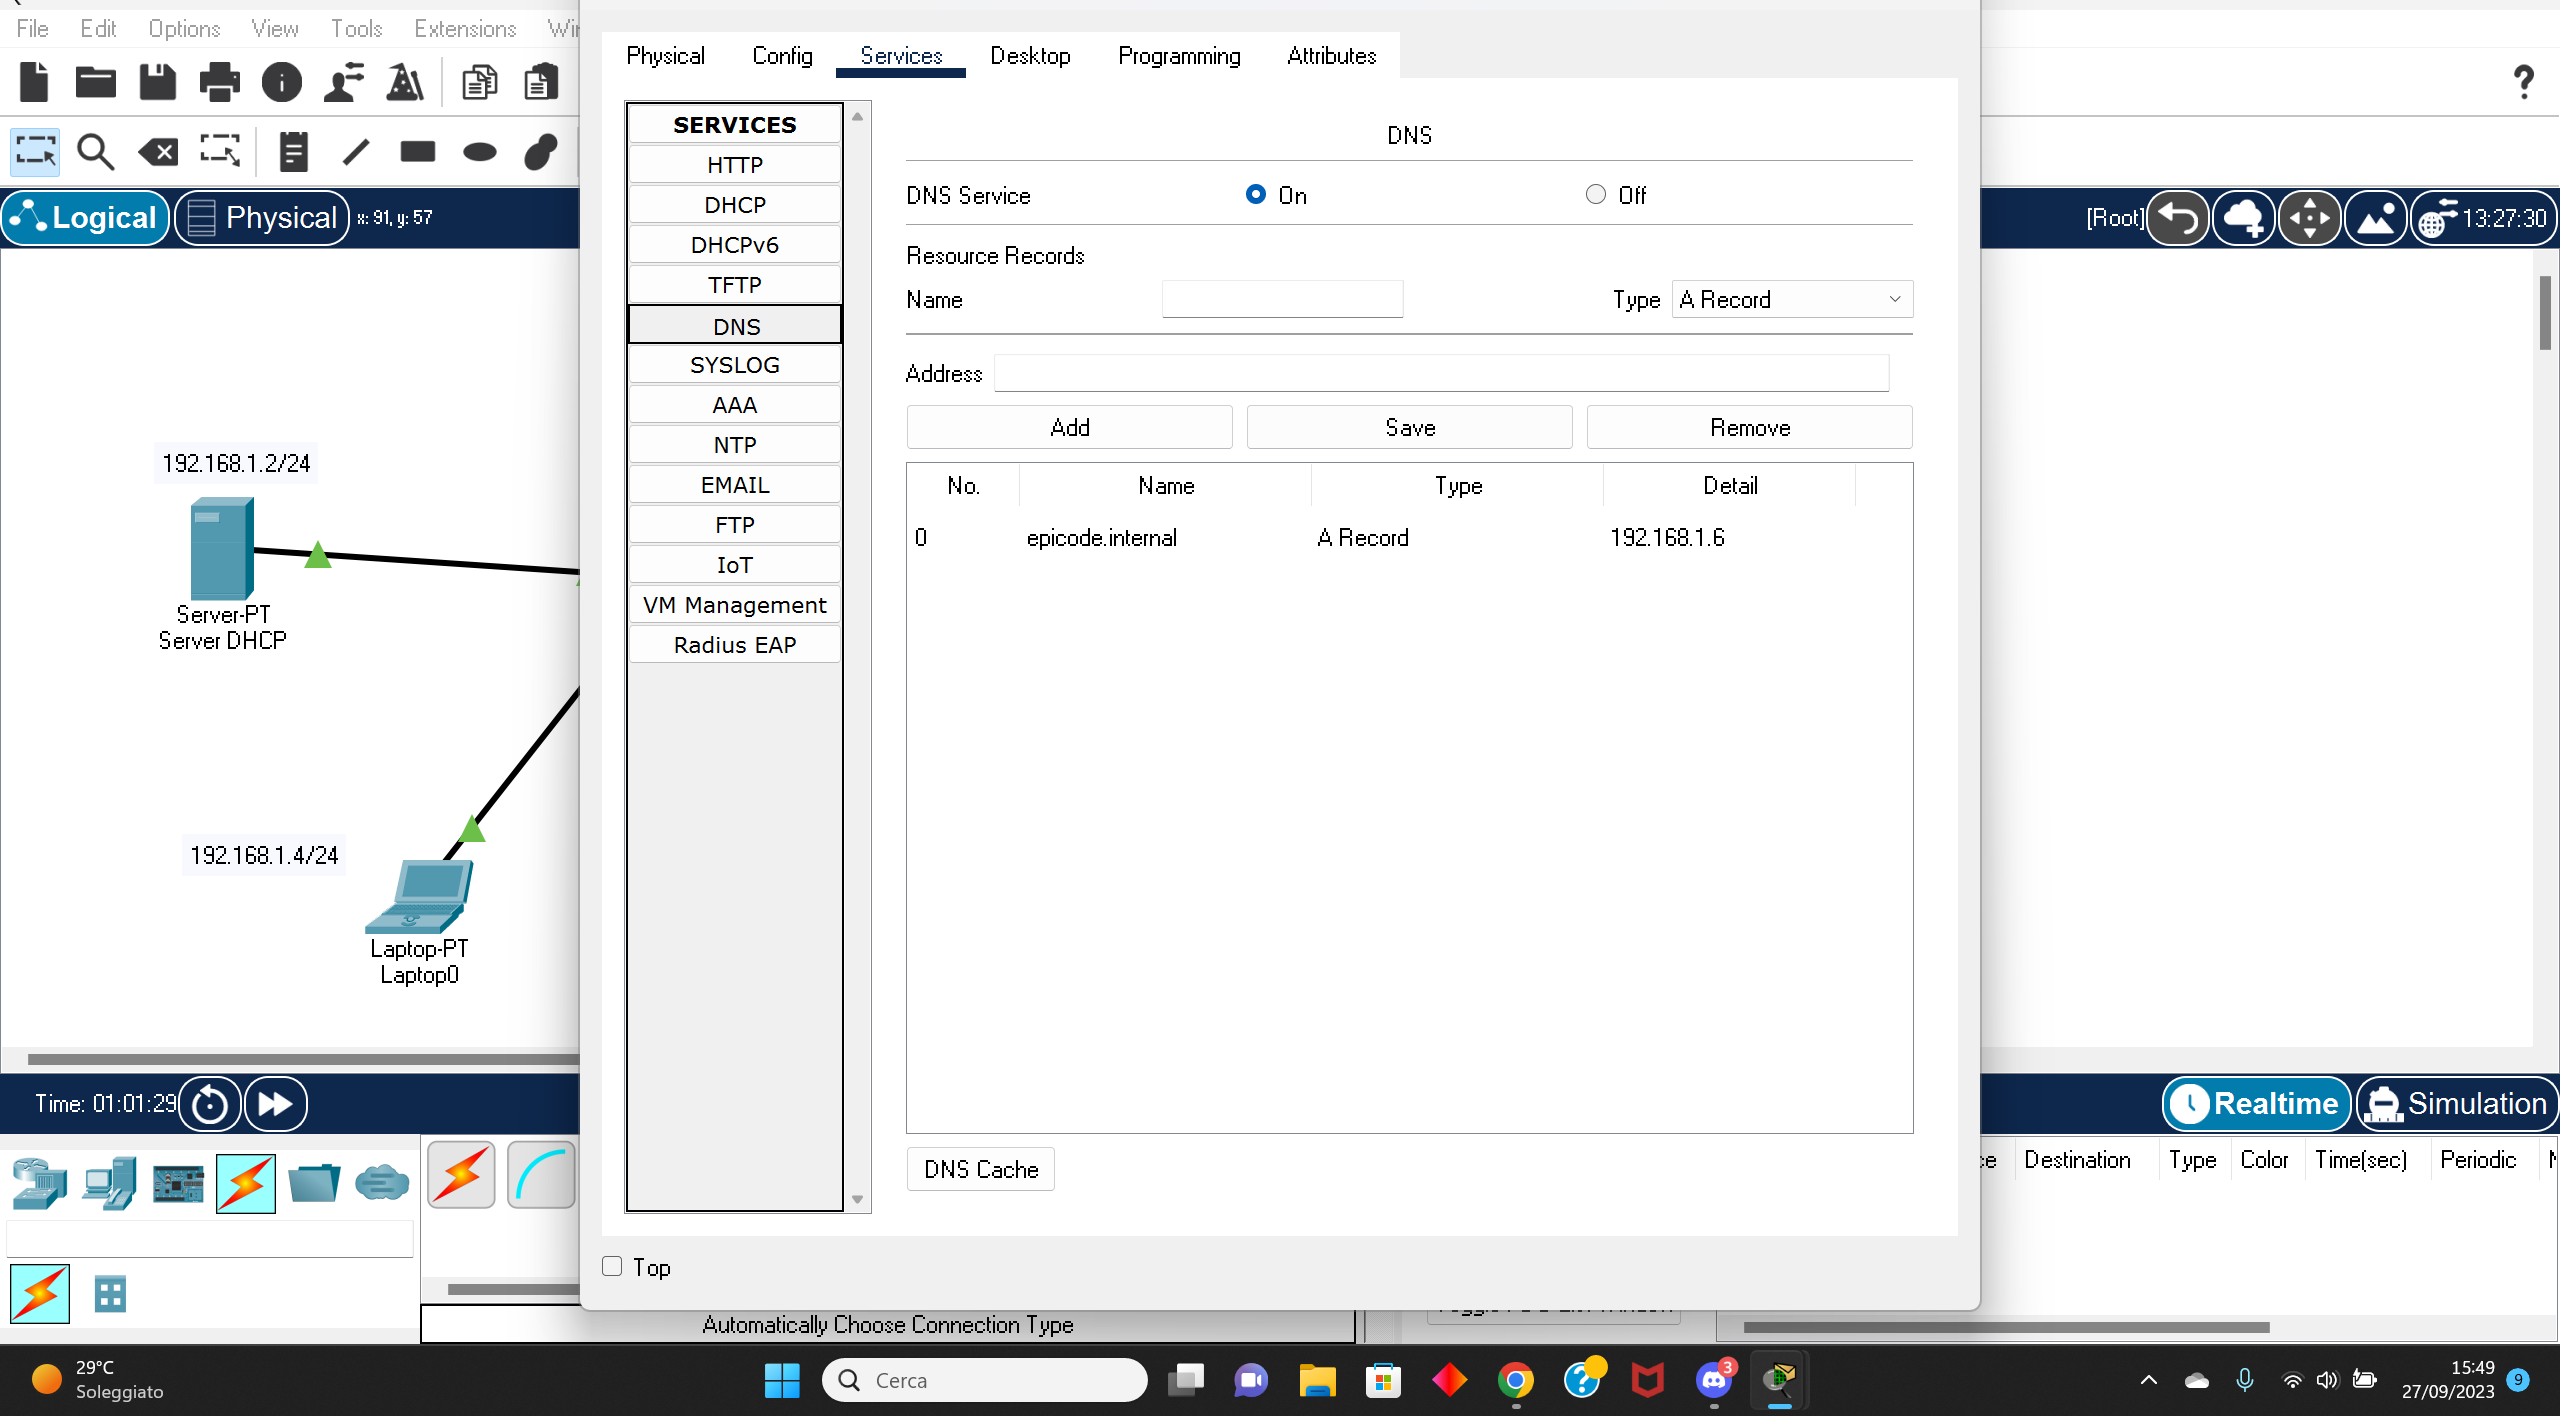 File Edit Options View Tools Extensions
Physical Config Services Desktop Programming Attributes
?
SERVICES
HTTP
DHCP
DHCPv6
TFTP
DNS
SYSLOG
AAA
NTP
EMAIL
FTP
IoT
VM Management
Radius EAP
DNS
DNS Service On Off
Resource Records
Name Type A Record
Address
Add Save Remove
No. Name Type Detail
0 epicode.internal A Record 192.168.1.6
DNS Cache
Top
Logical Physical x: 91, y: 57
[Root] 13:27:30
192.168.1.2/24
Server-PT
Server DHCP
192.168.1.4/24
Laptop-PT
Laptop0
Time: 01:01:29
Realtime Simulation
Destination Type Color Time(sec) Periodic
Automatically Choose Connection Type
29°C
Soleggiato
Cerca
3
15:49
27/09/2023
9